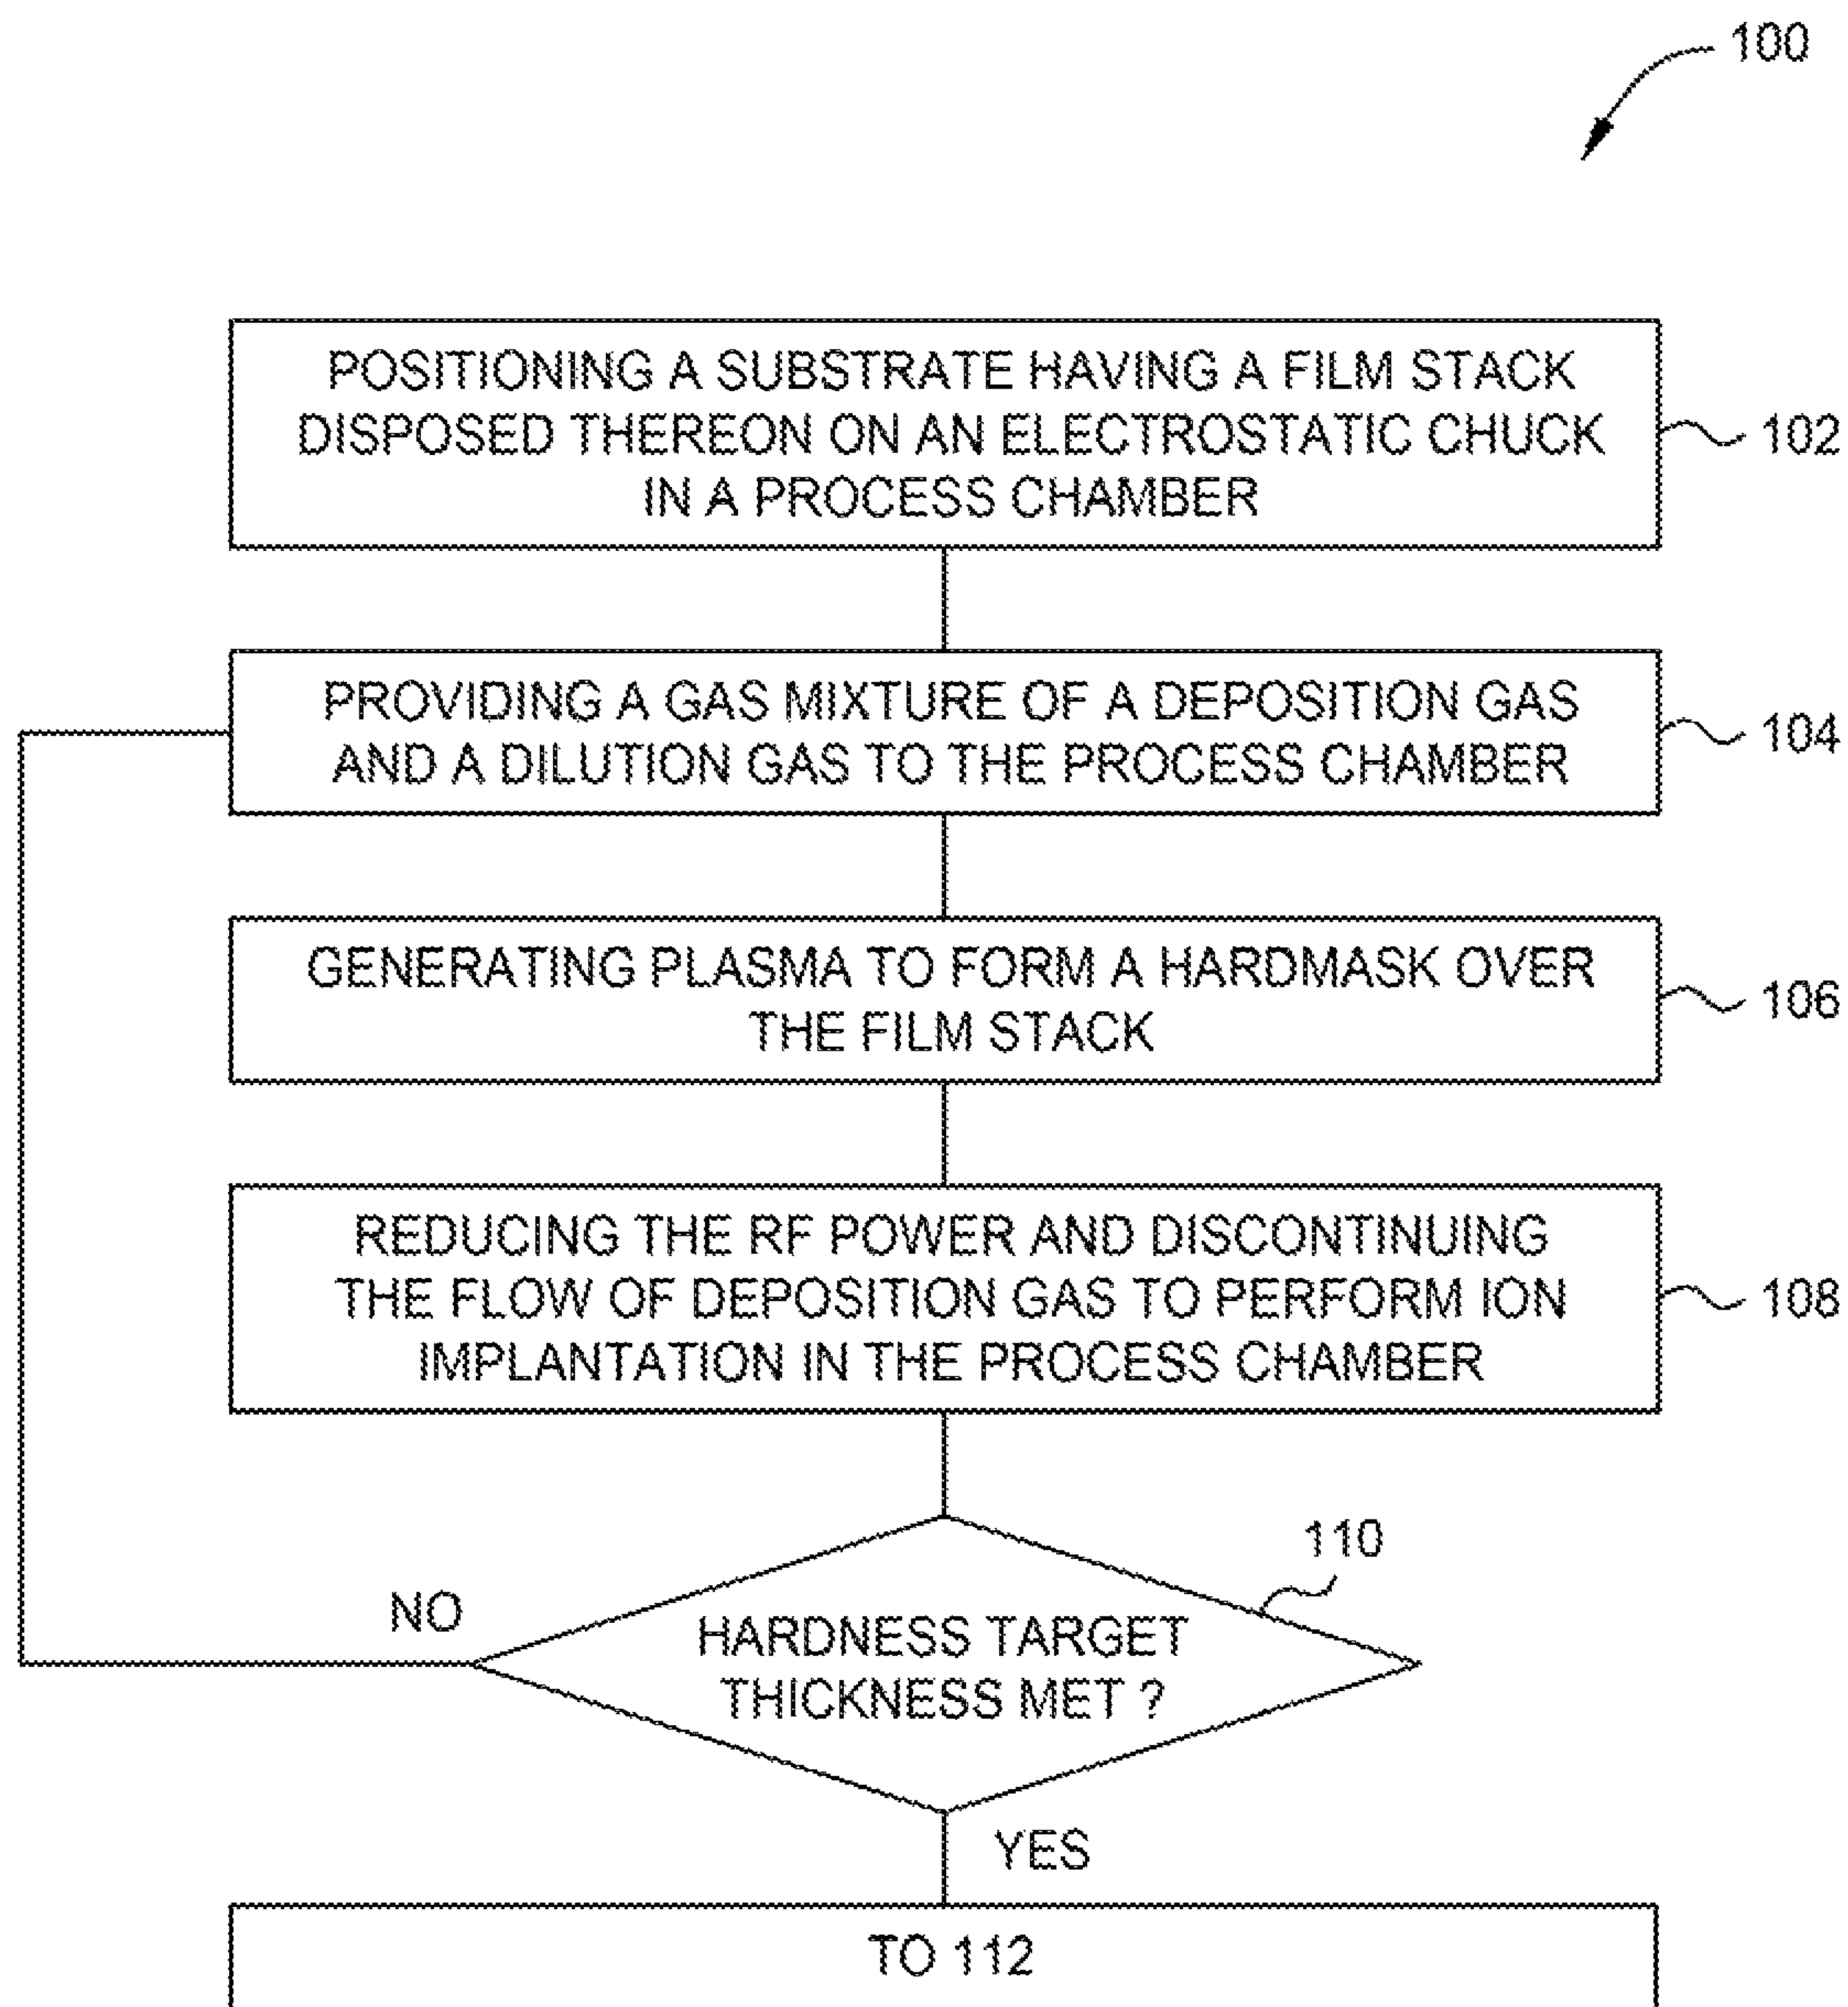 100
POSITIONING A SUBSTRATE HAVING A FILM STACK
DISPOSED THEREON ON AN ELECTROSTATIC CHUCK
IN A PROCESS CHAMBER
102
PROVIDING A GAS MIXTURE OF A DEPOSITION GAS
AND A DILUTION GAS TO THE PROCESS CHAMBER
104
GENERATING PLASMA TO FORM A HARDMASK OVER
THE FILM STACK
106
REDUCING THE RF POWER AND DISCONTINUING
THE FLOW OF DEPOSITION GAS TO PERFORM ION
IMPLANTATION IN THE PROCESS CHAMBER
108
110
NO
HARDNESS TARGET
THICKNESS MET ?
YES
TO 112